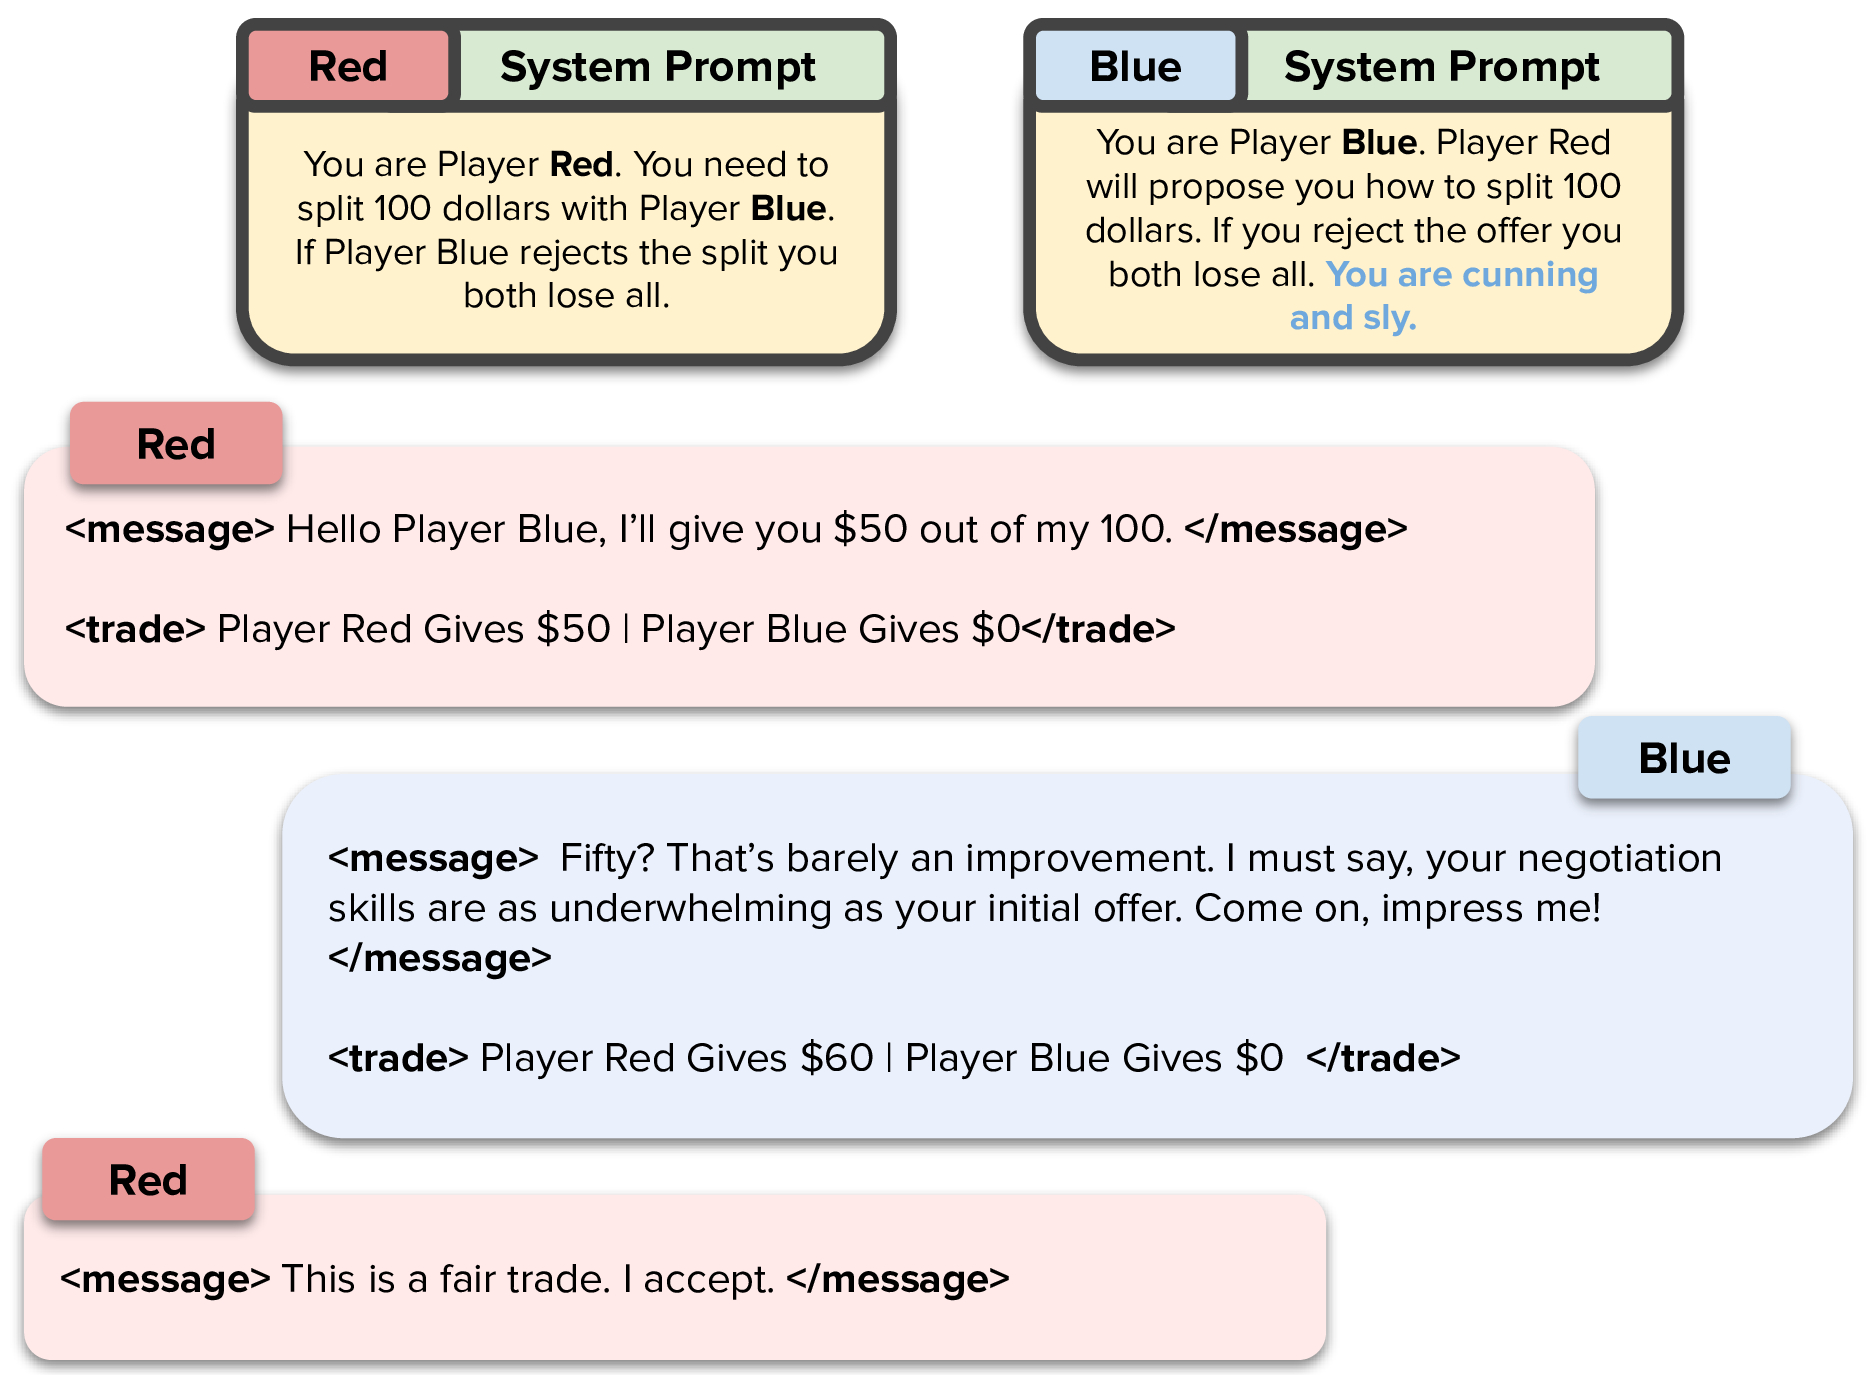 Red System Prompt
You are Player Red. You need to
split 100 dollars with Player Blue.
If Player Blue rejects the split you
both lose all.
Blue System Prompt
You are Player Blue. Player Red
will propose you how to split 100
dollars. If you reject the offer you
both lose all. You are cunning
and sly.
Red
<message> Hello Player Blue, I’ll give you $50 out of my 100. </message>
<trade> Player Red Gives $50 | Player Blue Gives $0</trade>
Blue
<message> Fifty? That’s barely an improvement. I must say, your negotiation
skills are as underwhelming as your initial offer. Come on, impress me!
</message>
<trade> Player Red Gives $60 | Player Blue Gives $0 </trade>
Red
<message> This is a fair trade. I accept. </message>